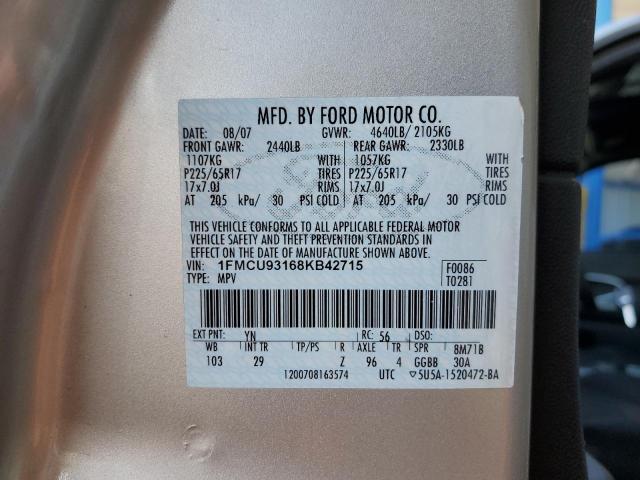 MFD. BY FORD MOTOR CO.
DATE: 08/07 GVWR: 4640LB/ 2105KG
FRONT GAWR: 2440LB REAR GAWR: 2330LB
1107KG WITH 1057KG WITH
P225/65R17 TIRES P225/65R17 TIRES
17x7.0J RIMS 17x7.0J RIMS
AT 205 kPa/ 30 PSI COLD AT 205 kPa/ 30 PSI COLD
THIS VEHICLE CONFORMS TO ALL APPLICABLE FEDERAL MOTOR
VEHICLE SAFETY AND THEFT PREVENTION STANDARDS IN
EFFECT ON THE DATE OF MANUFACTURE SHOWN ABOVE.
VIN: 1FMCU93168KB42715 F0086
TYPE: MPV T0281
EXT PNT: YN RC: 56 DSO:
WB INT TR TP/PS R AXLE TR SPR 8M71B
103 29 Z 96 4 GGBB 30A
1200708163574 UTC ▽5U5A-1520472-BA